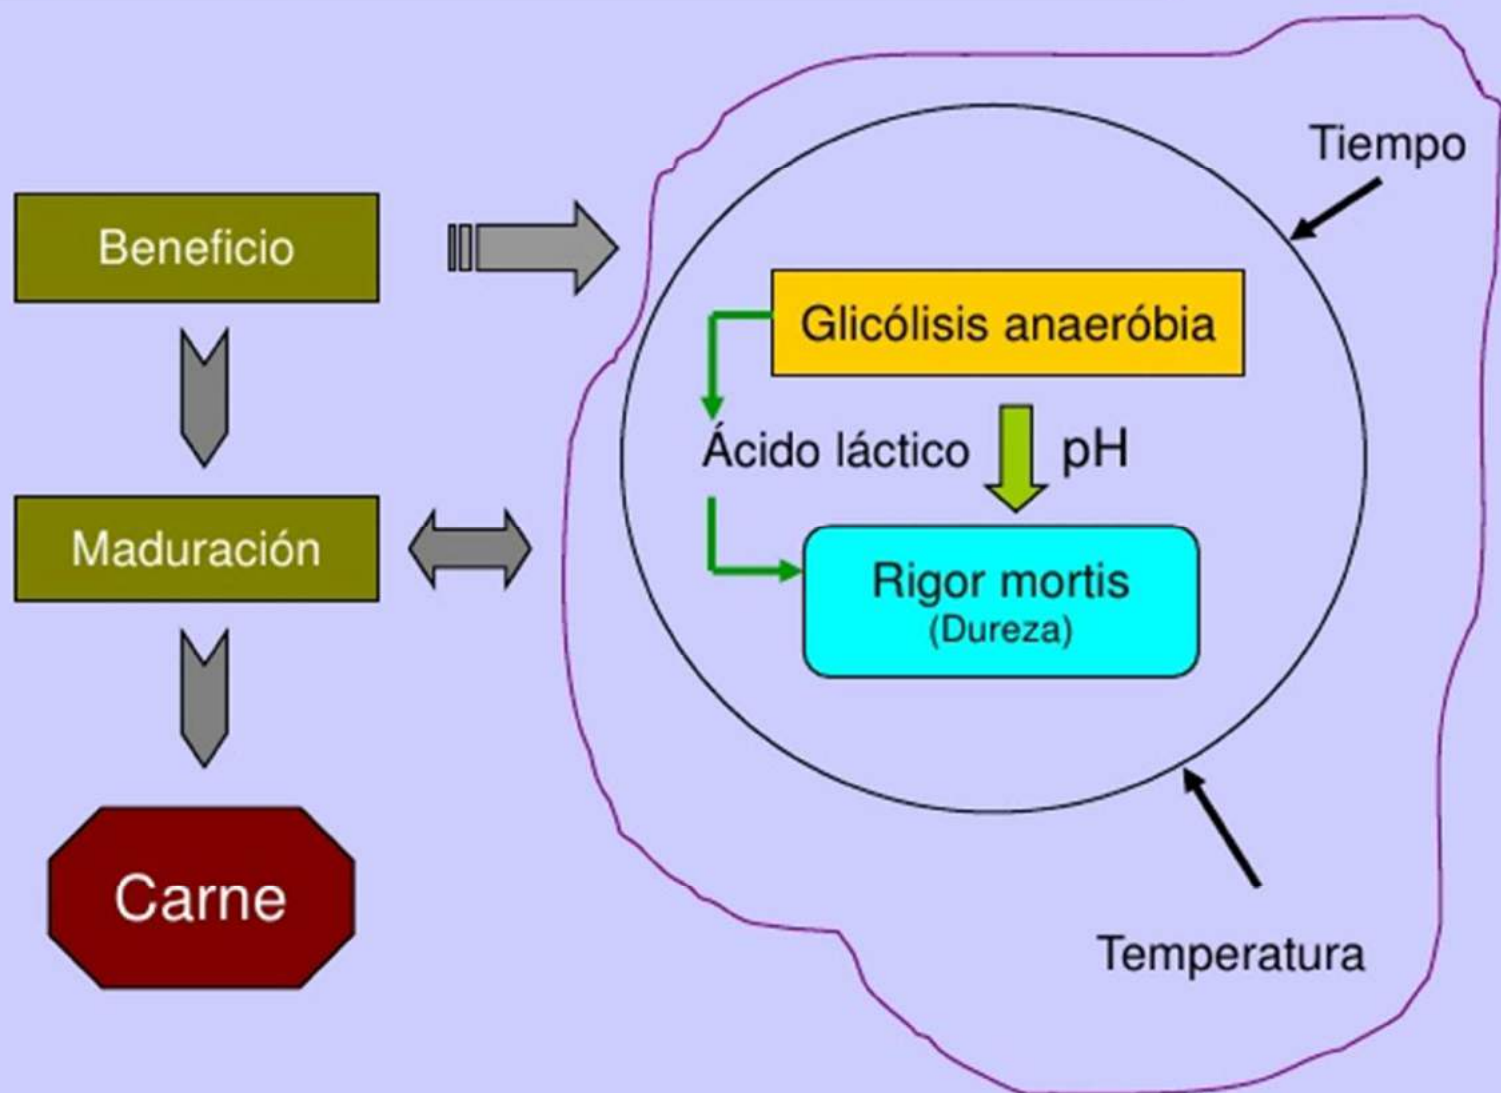 Beneficio
Maduración
Carne
Tiempo
Glicólisis anaeróbia
Ácido láctico
pH
Rigor mortis
(Dureza)
Temperatura